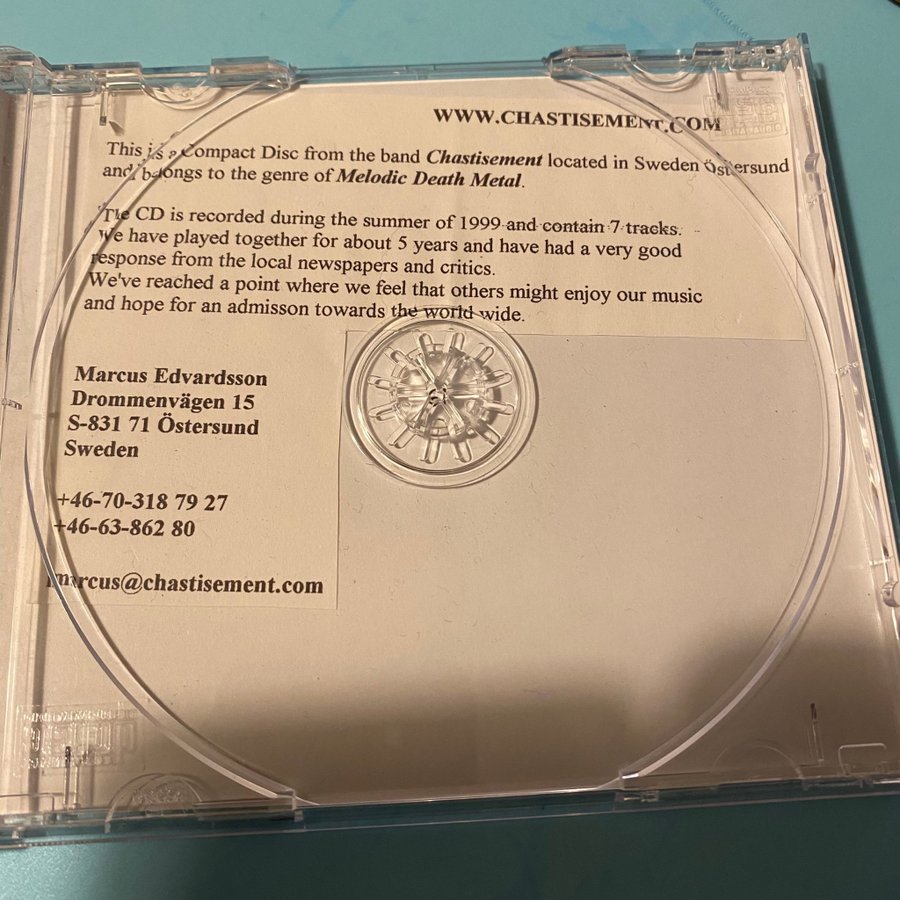 WWW.CHASTISEMENT.COM
This is a Compact Disc from the band Chastisement located in Sweden Östersund
and belongs to the genre of Melodic Death Metal.
The CD is recorded during the summer of 1999 and contain 7 tracks.
We have played together for about 5 years and have had a very good
response from the local newspapers and critics.
We've reached a point where we feel that others might enjoy our music
and hope for an admisson towards the world wide.
Marcus Edvardsson
Drommenvägen 15
S-831 71 Östersund
Sweden
+46-70-318 79 27
+46-63-862 80
marcus@chastisement.com